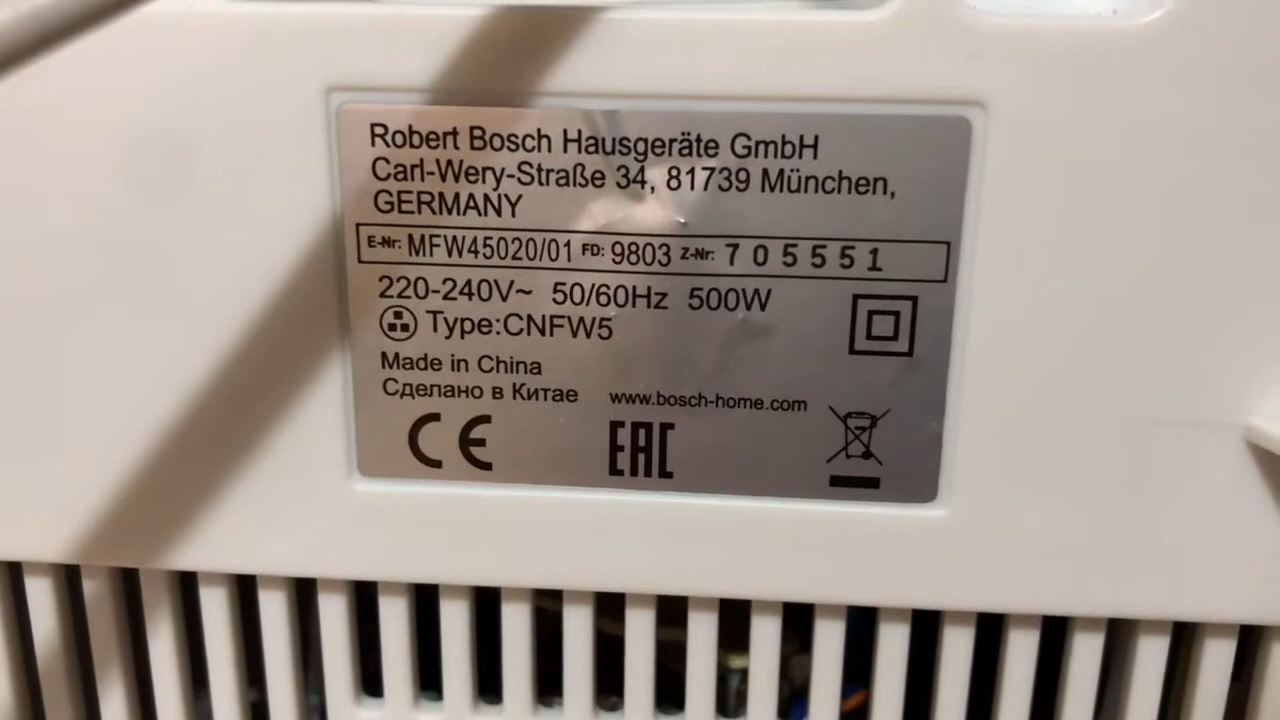 Robert Bosch Hausgeräte GmbH
Carl-Wery-Straße 34, 81739 München,
GERMANY
E-Nr: MFW45020/01 FD: 9803 Z-Nr: 705551
220-240V~ 50/60Hz 500W
Type:CNFW5
Made in China
Сделано в Китае
www.bosch-home.com
CE EAC